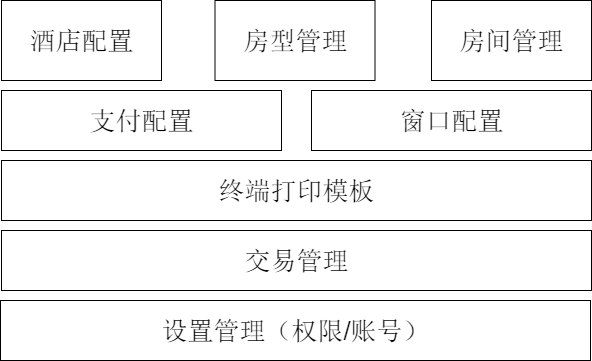 酒店配置 房型管理 房间管理
支付配置 窗口配置
终端打印模板
交易管理
设置管理（权限/账号）